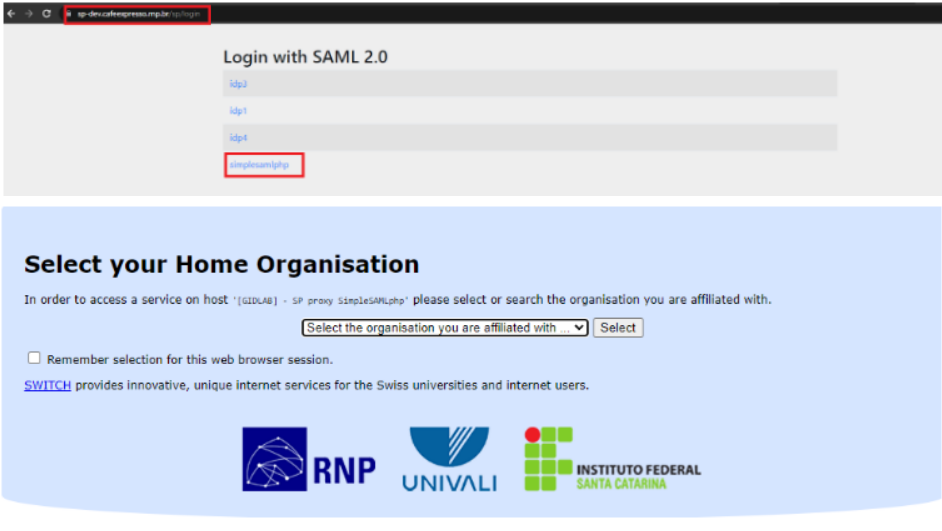 sp-dev.cafeexpresso.rnp.br/sp/login
Login with SAML 2.0
idp2
idp1
idp4
simplesamlphp
Select your Home Organisation
In order to access a service on host '[GIDLAB] - SP proxy SimpleSAMLphp' please select or search the organisation you are affiliated with.
Select the organisation you are affiliated with ... Select
Remember selection for this web browser session.
SWITCH provides innovative, unique internet services for the Swiss universities and internet users.
RNP
UNIVALI
INSTITUTO FEDERAL
SANTA CATARINA